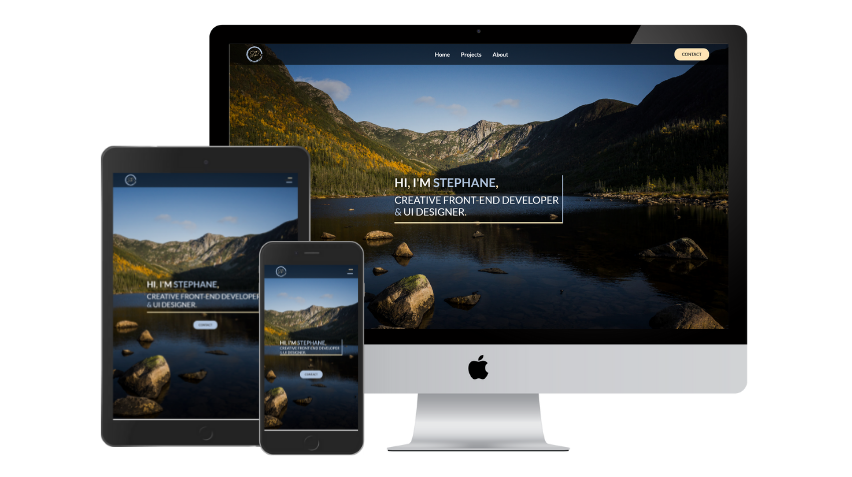 Home Projects About CONTACT
HI, I'M STEPHANE,
CREATIVE FRONT-END DEVELOPER
& UI DESIGNER.
HI, I'M STEPHANE,
CREATIVE FRONT-END DEVELOPER
& UI DESIGNER.
CONTACT
HI, I'M STEPHANE,
CREATIVE FRONT-END DEVELOPER
& UI DESIGNER.
CONTACT